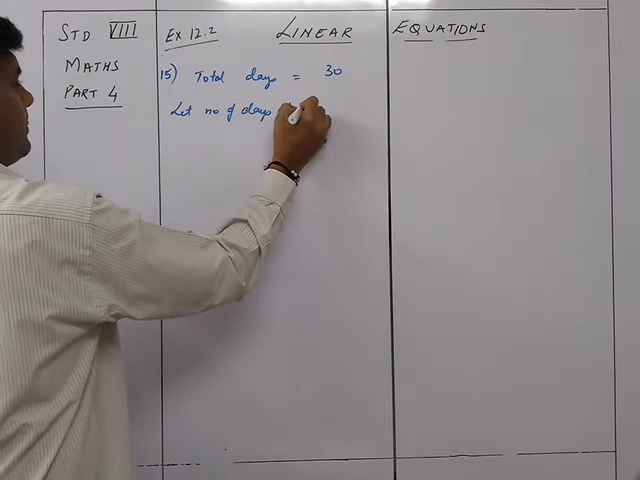 STD VIII
MATHS
PART 4
EX 12.2
LINEAR EQUATIONS
15) Total days = 30
Let no of days